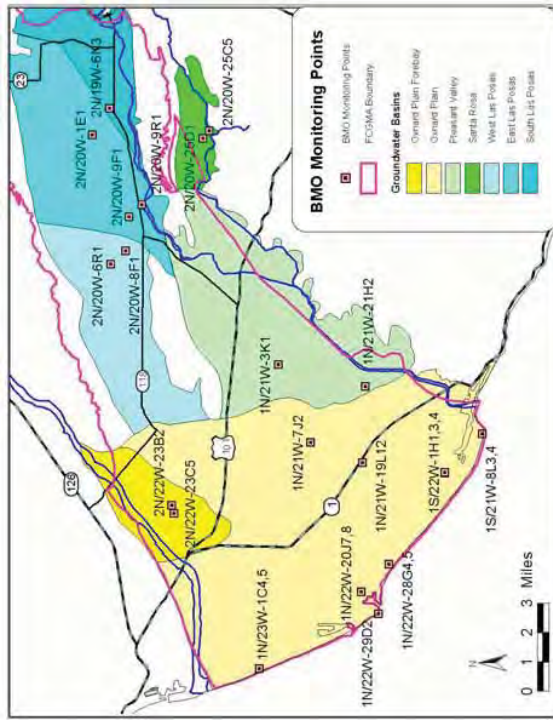 23
2N/19W-6N3
2N/20W-1E1
2N/20W-9F1
2N/20W-9R1
2N/20W-25C5
2N/20W-6R1
2N/20W-8F1
118
126
2N/22W-23B2
2N/22W-23C5
1N/21W-3K1
1N/21W-21H2
1N/21W-7J2
1
1N/21W-19L12
1N/23W-1C4,5
1N/22W-20J7,8
1N/22W-29D2
1N/22W-28G4,5
1S/22W-1H1,3,4
1S/21W-8L3,4
N
0 1 2 3
Miles
BMO Monitoring Points
BMO Monitoring Points
FCGMA Boundary
Groundwater Basins
Oxnard Plain Forebay
Oxnard Plain
Pleasant Valley
Santa Rosa
West Las Posas
East Las Posas
South Las Posas